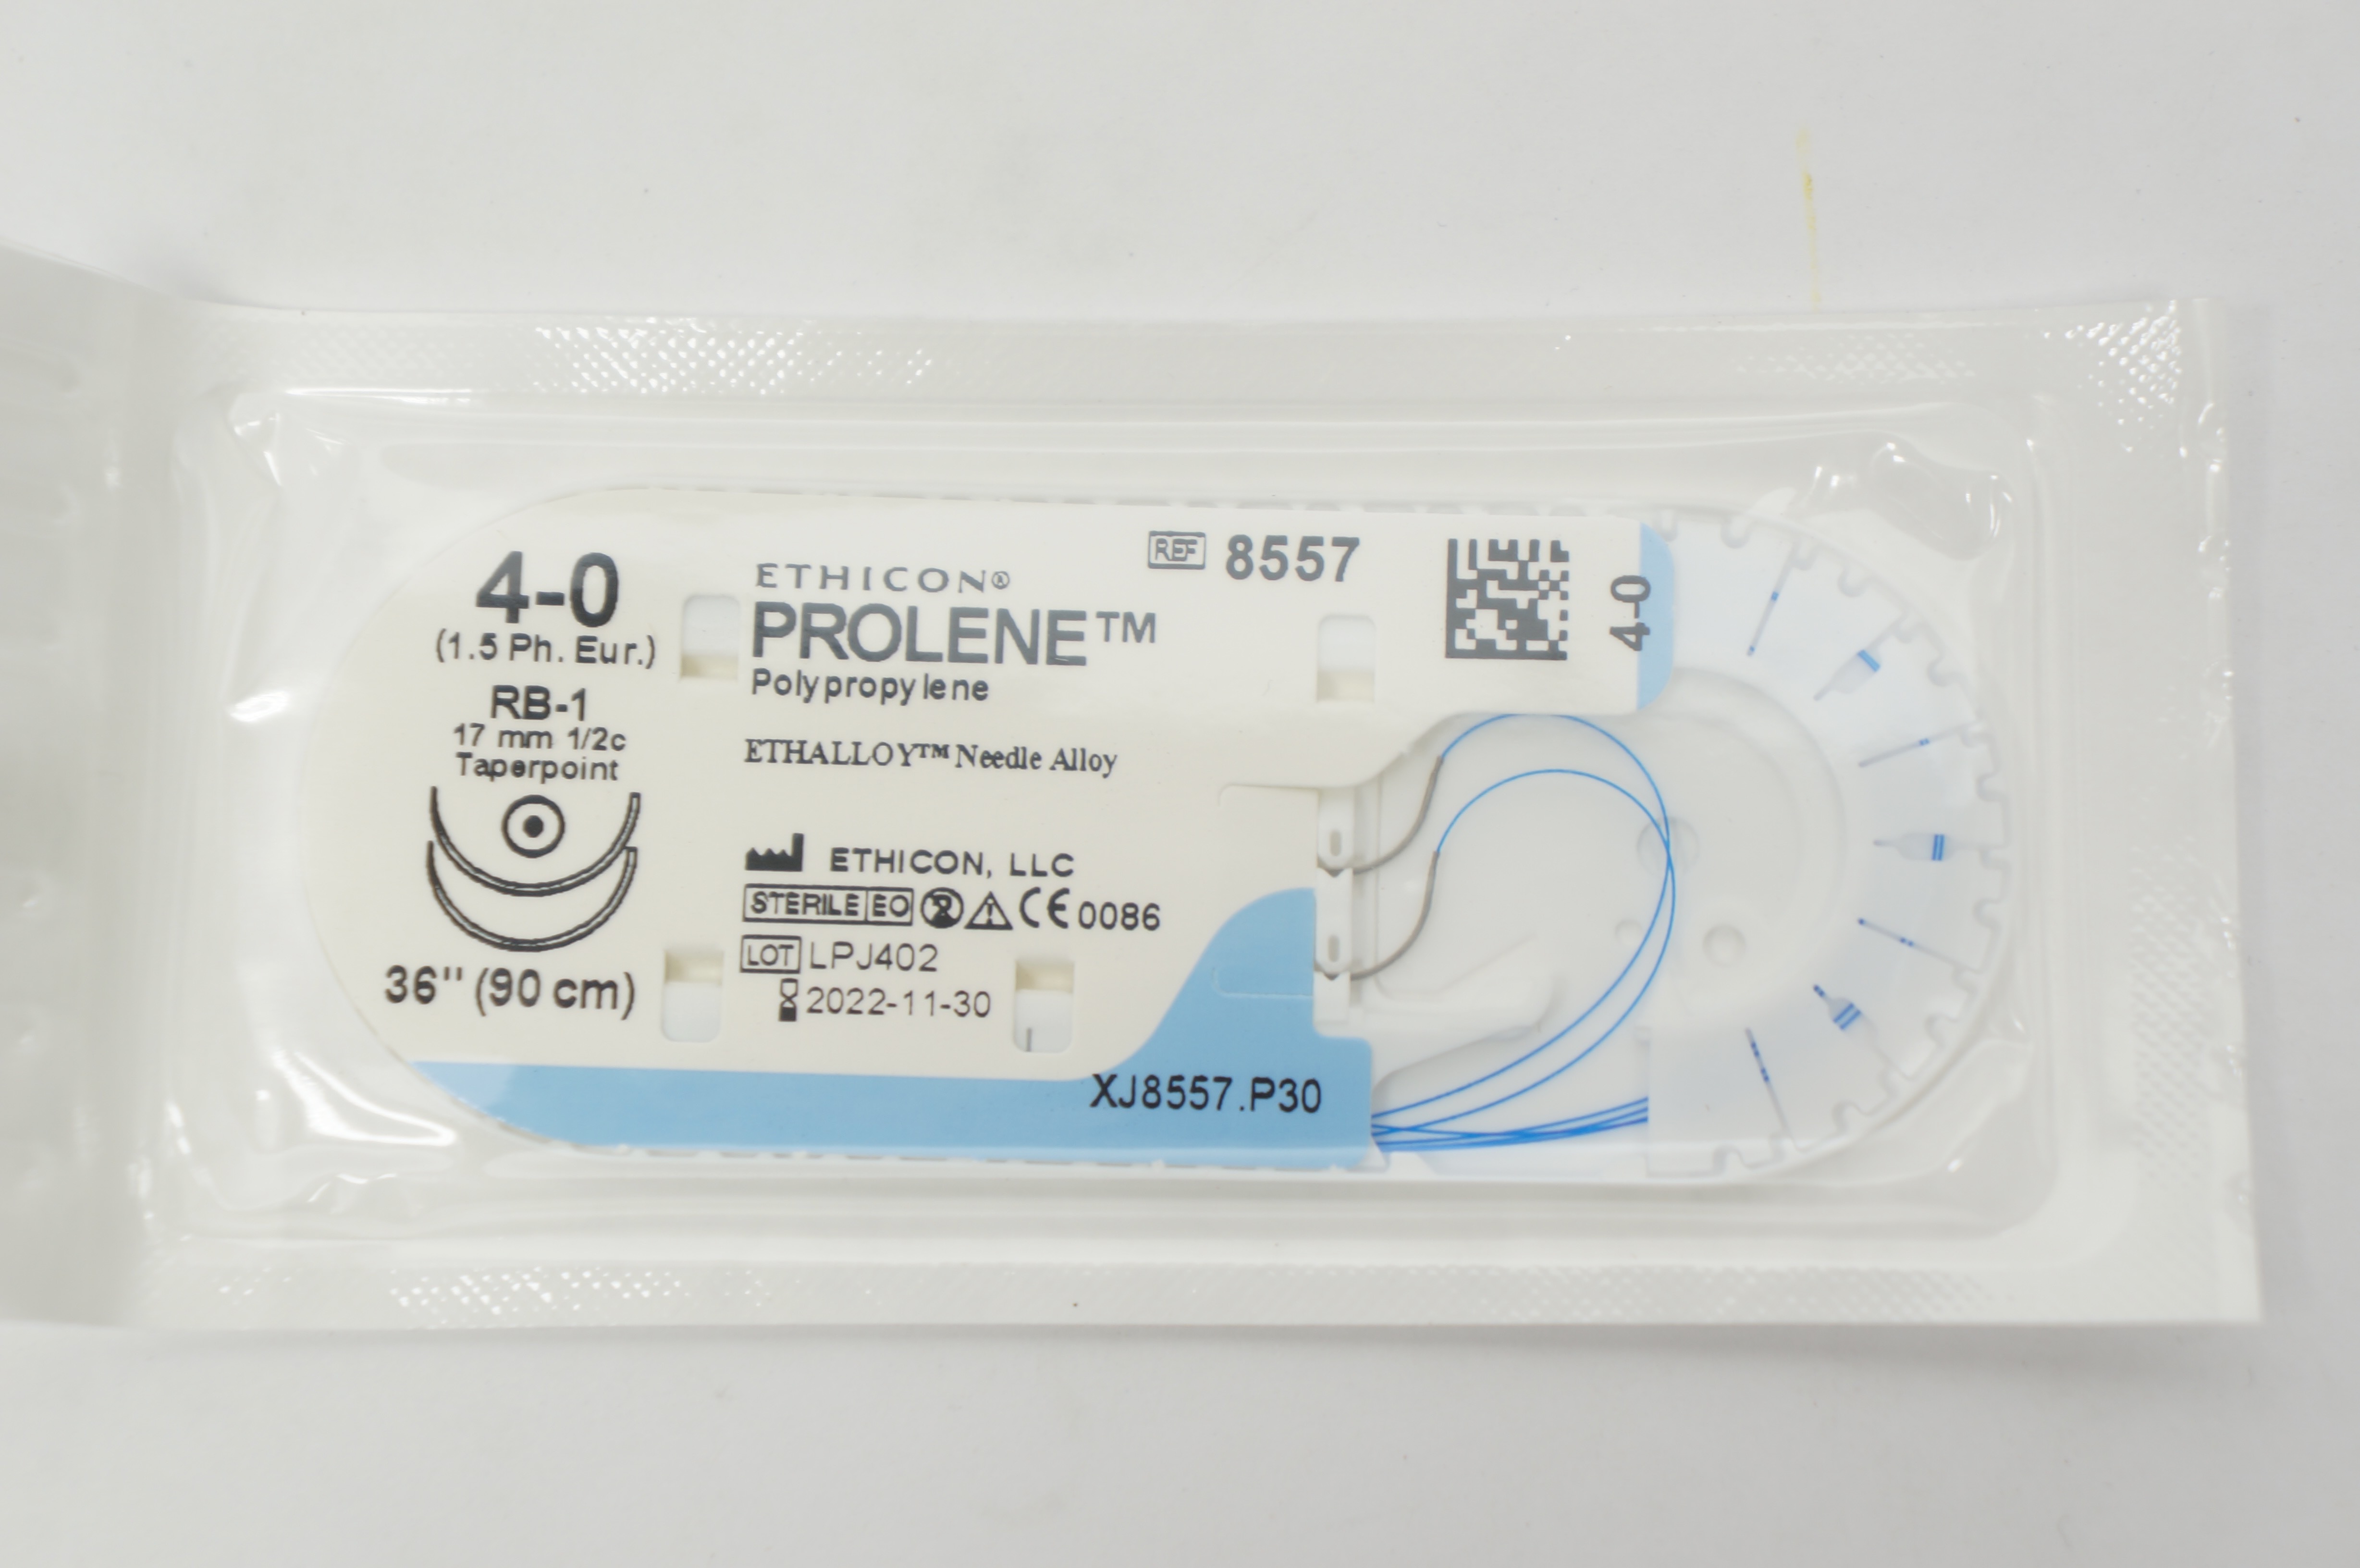 4-0
(1.5 Ph. Eur.)
RB-1
17 mm 1/2c
Taperpoint
36" (90 cm)
ETHICON®
PROLENE™
Polypropylene
REF 8557
4-0
ETHALLOY™ Needle Alloy
ETHICON, LLC
STERILE EO 2 CE 0086
LOT LPJ402
2022-11-30
XJ8557.P30